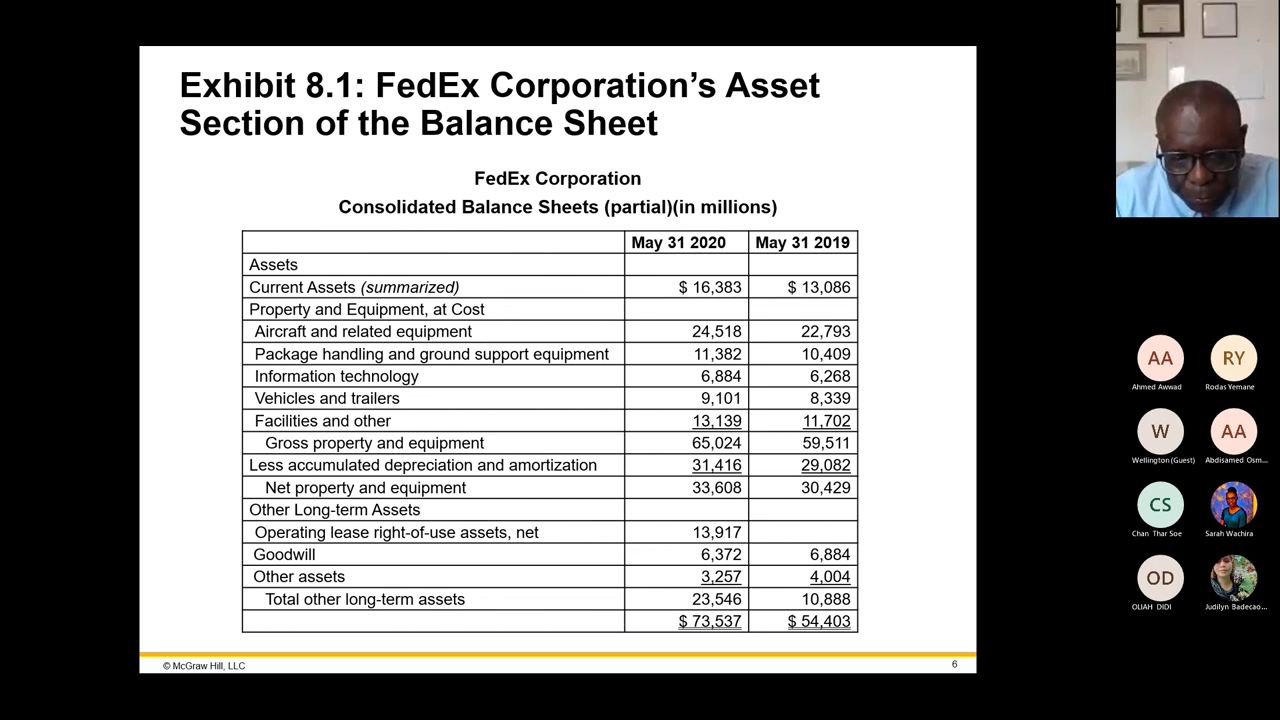 Exhibit 8.1: FedEx Corporation's Asset
Section of the Balance Sheet
FedEx Corporation
Consolidated Balance Sheets (partial)(in millions)
May 31 2020 May 31 2019
Assets
Current Assets (summarized) $ 16,383 $ 13,086
Property and Equipment, at Cost
Aircraft and related equipment 24,518 22,793
Package handling and ground support equipment 11,382 10,409
Information technology 6,884 6,268
Vehicles and trailers 9,101 8,339
Facilities and other 13,139 11,702
Gross property and equipment 65,024 59,511
Less accumulated depreciation and amortization 31,416 29,082
Net property and equipment 33,608 30,429
Other Long-term Assets
Operating lease right-of-use assets, net 13,917
Goodwill 6,372 6,884
Other assets 3,257 4,004
Total other long-term assets 23,546 10,888
$ 73,537 $ 54,403
© McGraw Hill, LLC
6
AA RY
Ahmed Awwad Rodas Yemane
W AA
Wellington (Guest) Abdisamed Osm...
CS
Chan Thar Soe Sarah Wachira
OD
OLIAH DIDI Judilyn Badecao...